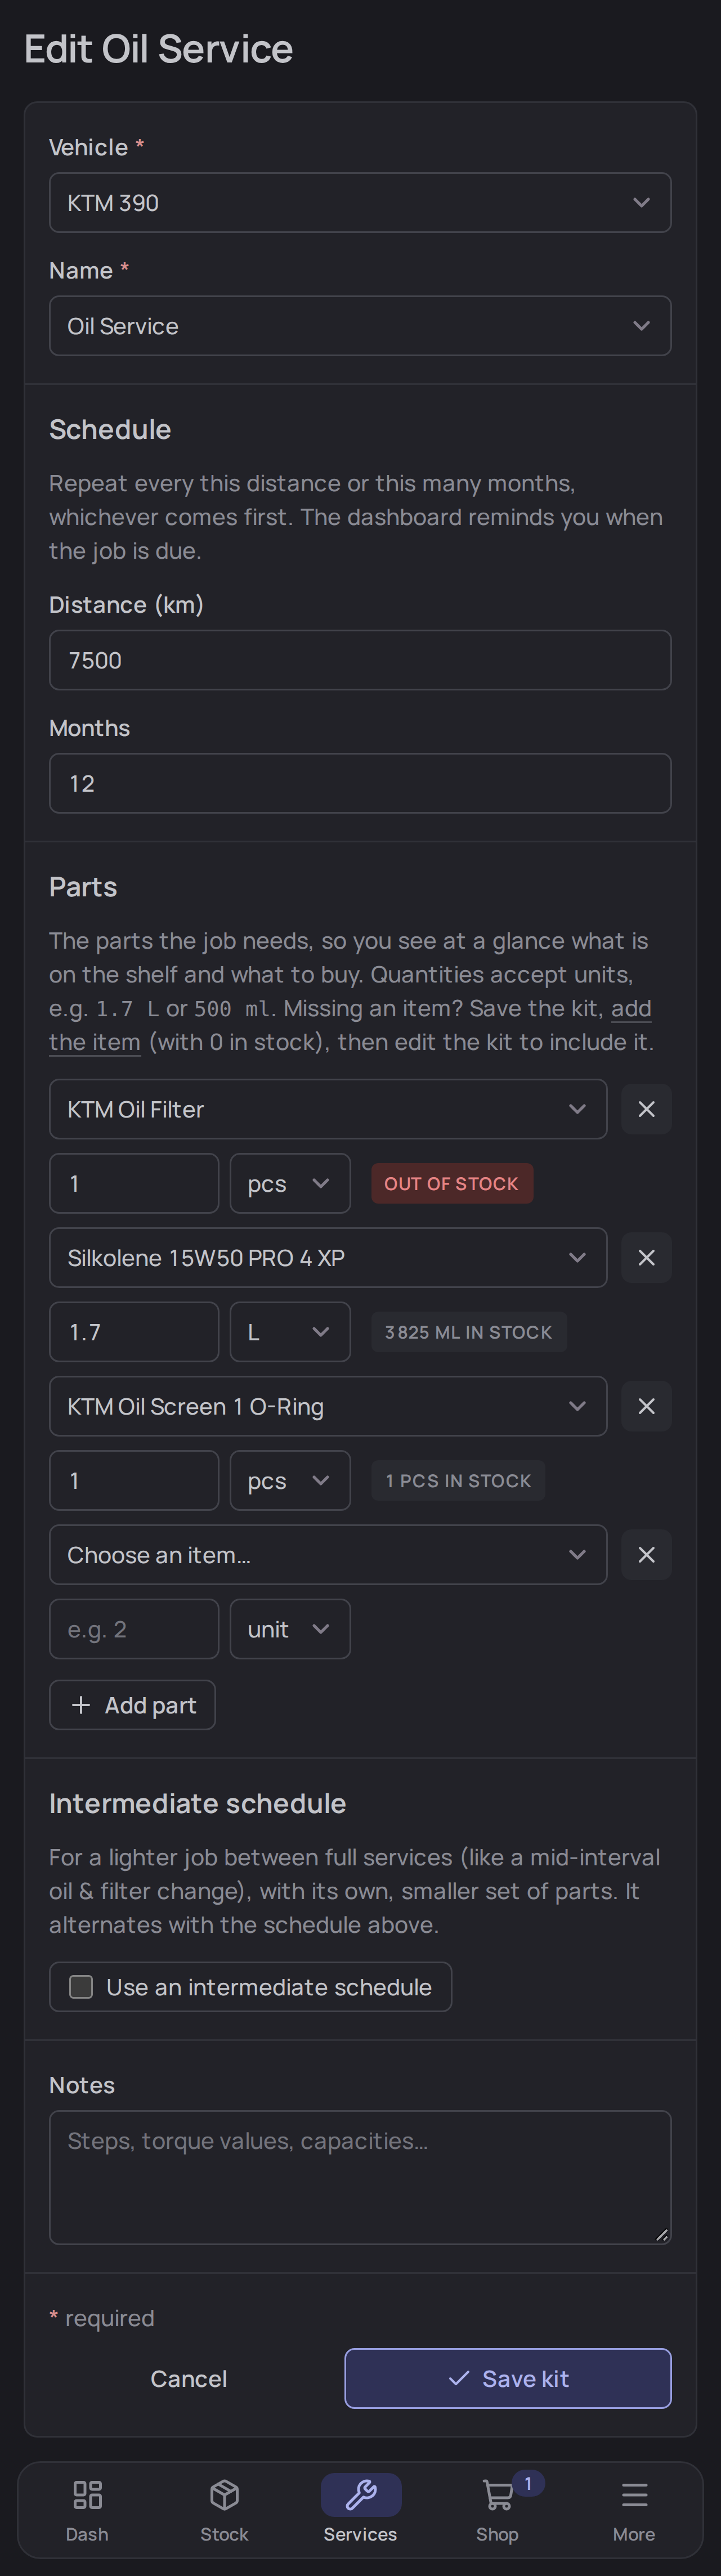 Edit Oil Service
Vehicle *
KTM 390
Name *
Oil Service
Schedule
Repeat every this distance or this many months,
whichever comes first. The dashboard reminds you when
the job is due.
Distance (km)
7500
Months
12
Parts
The parts the job needs, so you see at a glance what is
on the shelf and what to buy. Quantities accept units,
e.g. 1.7 L or 500 ml. Missing an item? Save the kit, add
the item (with 0 in stock), then edit the kit to include it.
KTM Oil Filter
1 pcs OUT OF STOCK
Silkolene 15W50 PRO 4 XP
1.7 L 3 825 ML IN STOCK
KTM Oil Screen 1 O-Ring
1 pcs 1 PCS IN STOCK
Choose an item...
e.g. 2 unit
Add part
Intermediate schedule
For a lighter job between full services (like a mid-interval
oil & filter change), with its own, smaller set of parts. It
alternates with the schedule above.
Use an intermediate schedule
Notes
Steps, torque values, capacities...
* required
Cancel Save kit
1
Dash Stock Services Shop More